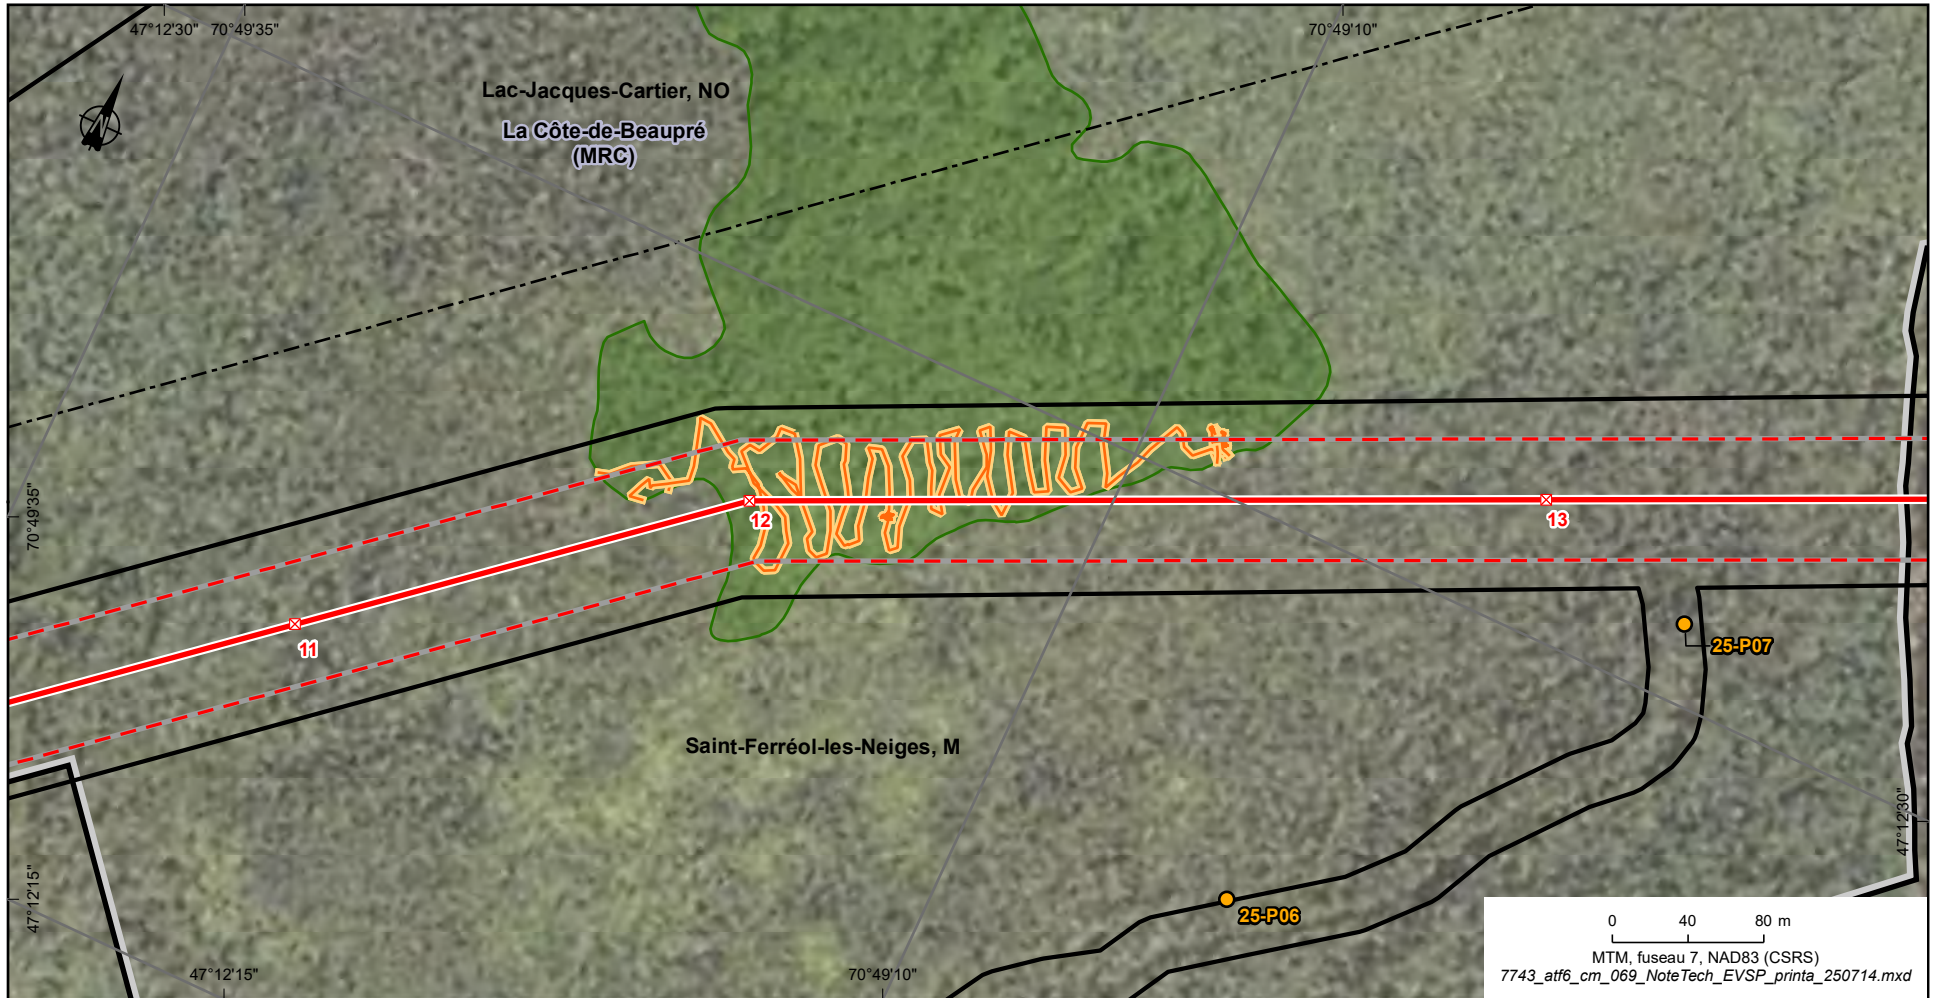 47°12'30" 70°49'35"
70°49'10"
Lac-Jacques-Cartier, NO
La Côte-de-Beaupré
(MRC)
N
70°49'35"
12
13
11
25-P07
Saint-Ferréol-les-Neiges, M
47°12'30"
47°12'15"
25-P06
47°12'15"
70°49'10"
0 40 80 m
MTM, fuseau 7, NAD83 (CSRS)
7743_atf6_cm_069_NoteTech_EVSP_printa_250714.mxd